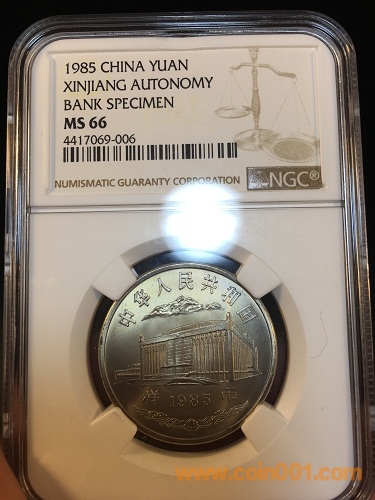 1985 CHINA YUAN
XINJIANG AUTONOMY
BANK SPECIMEN
MS 66
4417069-006
NUMISMATIC GUARANTY CORPORATION
NGC®
中华人民共和国
样 1985 币
www.coin001.com